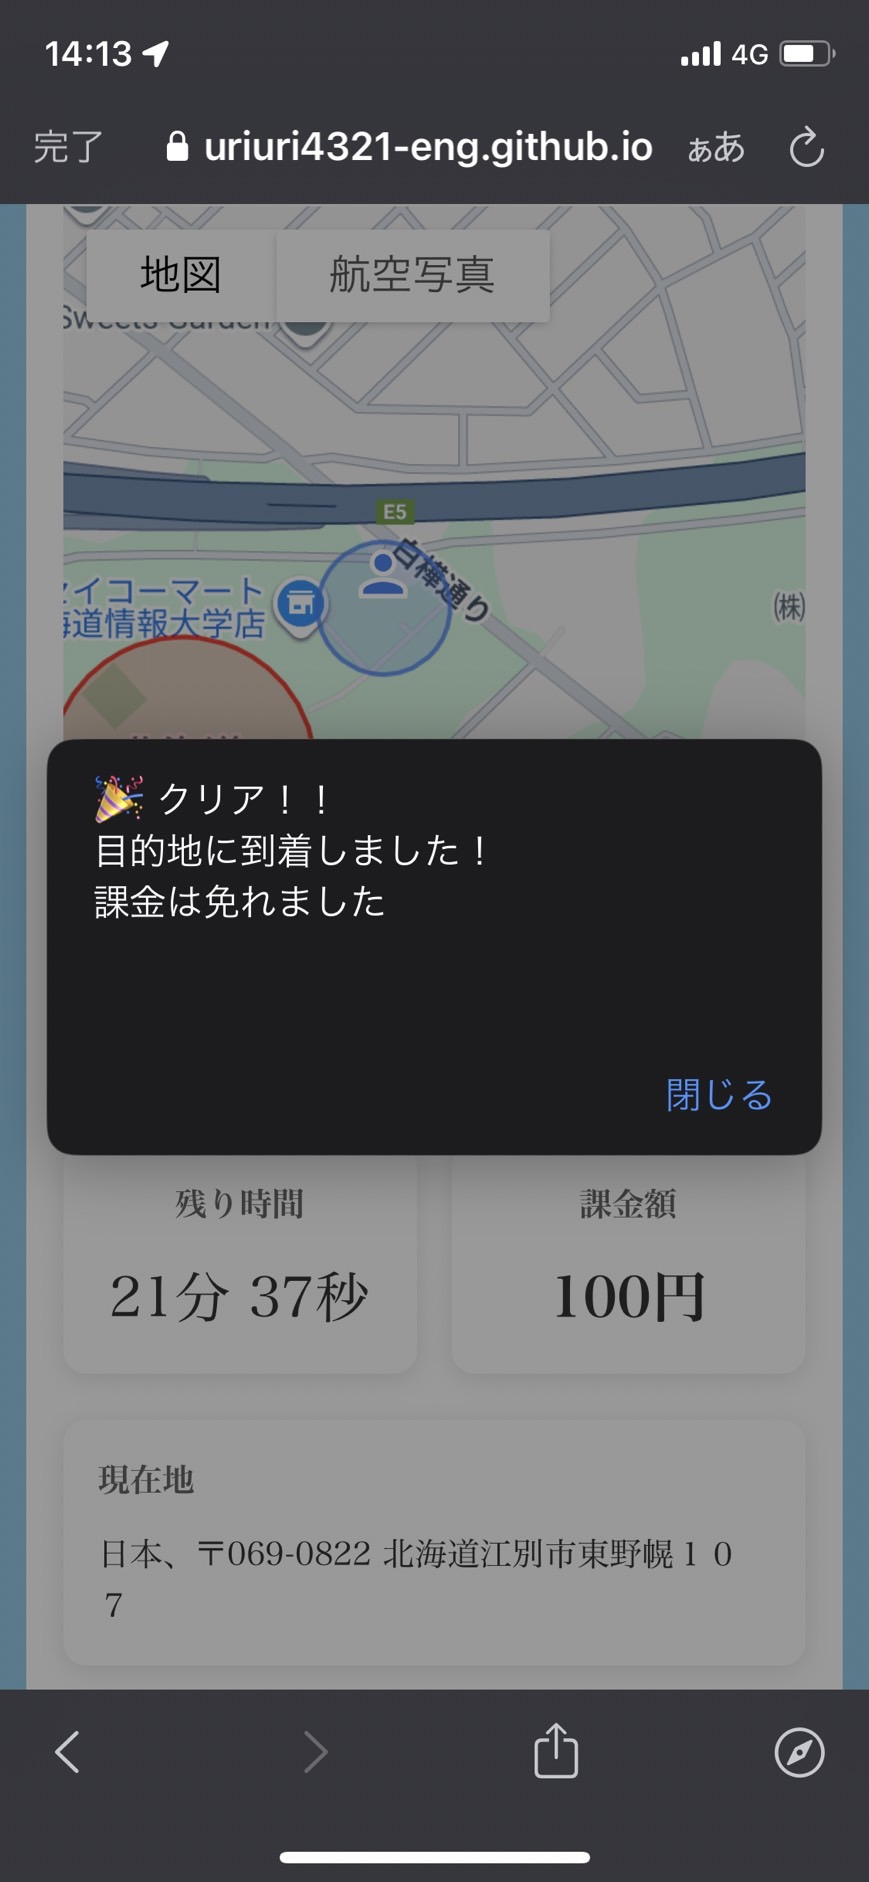 14:13
4G
完了
uriuri4321-eng.github.io
ぁあ
地図
航空写真
Sweets Garden
E5
白樺通り
セイコーマート
海道情報大学店
㈱
🎉 クリア！！
目的地に到着しました！
課金は免れました
閉じる
残り時間
課金額
21分 37秒
100円
現在地
日本、〒069-0822 北海道江別市東野幌１０
７